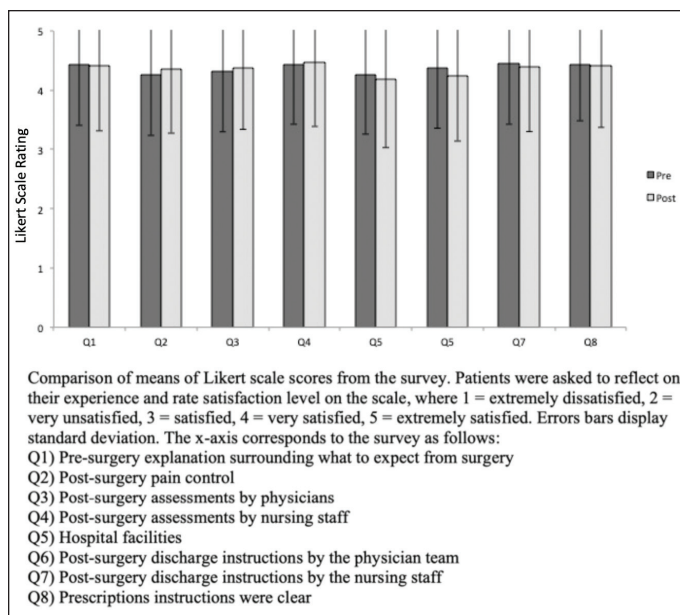 5
4
3
2
1
0
Likert Scale Rating
Pre
Post
Q1 Q2 Q3 Q4 Q5 Q5 Q7 Q8
Comparison of means of Likert scale scores from the survey. Patients were asked to reflect on
their experience and rate satisfaction level on the scale, where 1 = extremely dissatisfied, 2 =
very unsatisfied, 3 = satisfied, 4 = very satisfied, 5 = extremely satisfied. Errors bars display
standard deviation. The x-axis corresponds to the survey as follows:
Q1) Pre-surgery explanation surrounding what to expect from surgery
Q2) Post-surgery pain control
Q3) Post-surgery assessments by physicians
Q4) Post-surgery assessments by nursing staff
Q5) Hospital facilities
Q6) Post-surgery discharge instructions by the physician team
Q7) Post-surgery discharge instructions by the nursing staff
Q8) Prescriptions instructions were clear